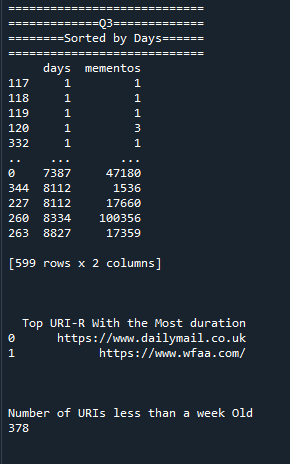 ============================
=============Q3=============
========Sorted by Days======
============================
days mementos
117 1 1
118 1 1
119 1 1
120 1 3
332 1 1
.. ... ...
0 7387 47180
344 8112 1536
227 8112 17660
260 8334 100356
263 8827 17359
[599 rows x 2 columns]
Top URI-R With the Most duration
0 https://www.dailymail.co.uk
1 https://www.wfaa.com/
Number of URIs less than a week Old
378